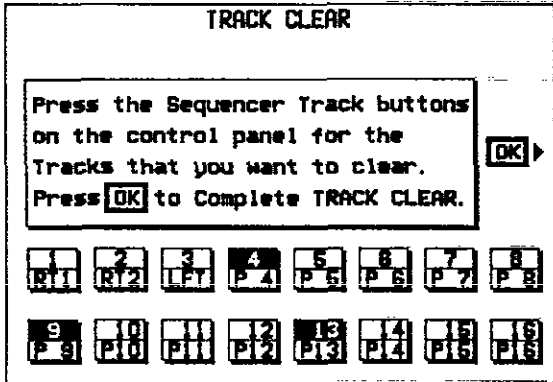 TRACK CLEAR
Press the Sequencer Track buttons
on the control panel for the
Tracks that you want to clear.
Press OK to Complete TRACK CLEAR.
OK
1 2 3 4 5 6 7 8
RT1 RT2 LFT P 4 P 5 P 6 P 7 P 8
9 10 11 12 13 14 15 16
P 9 P10 P11 P12 P13 P14 P15 P16